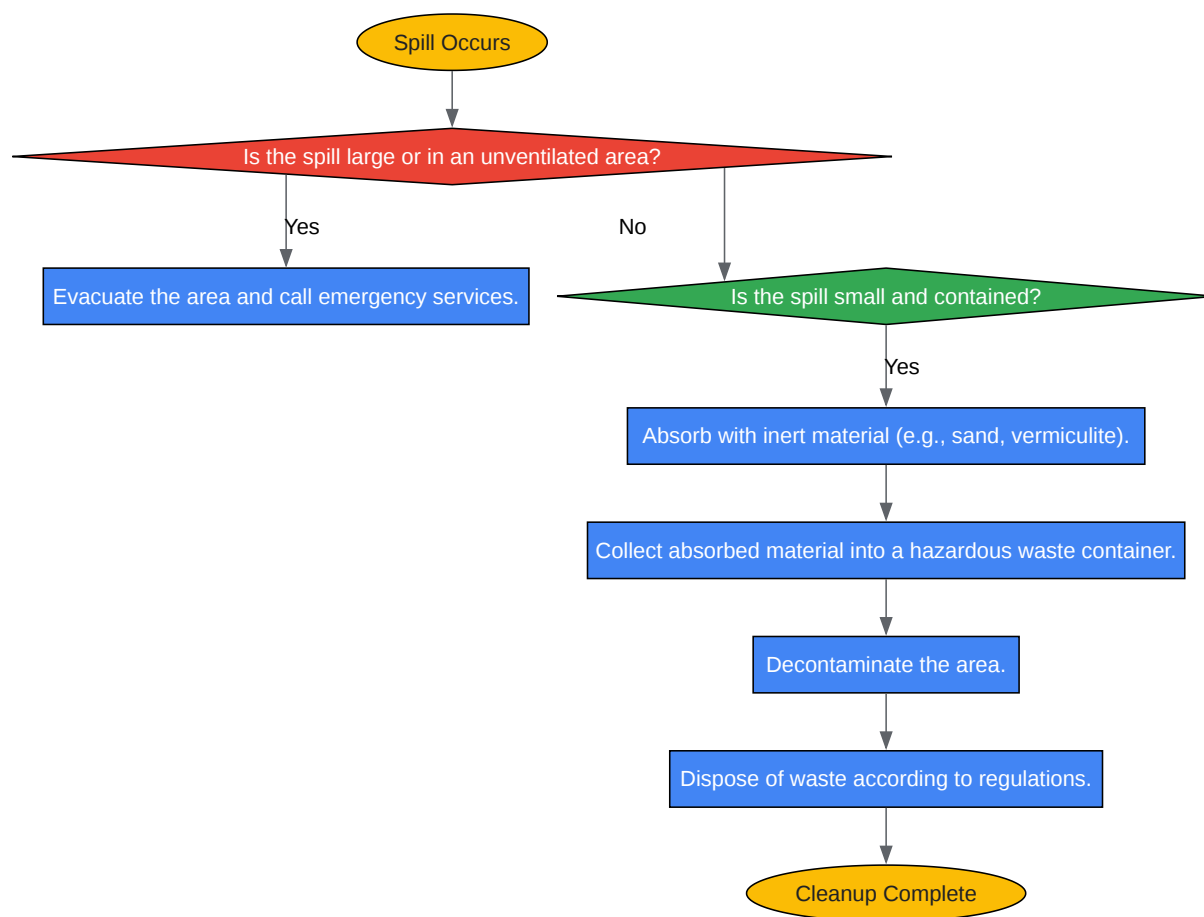 Spill Occurs
Is the spill large or in an unventilated area?
Yes
No
Evacuate the area and call emergency services.
Is the spill small and contained?
Yes
Absorb with inert material (e.g., sand, vermiculite).
Collect absorbed material into a hazardous waste container.
Decontaminate the area.
Dispose of waste according to regulations.
Cleanup Complete